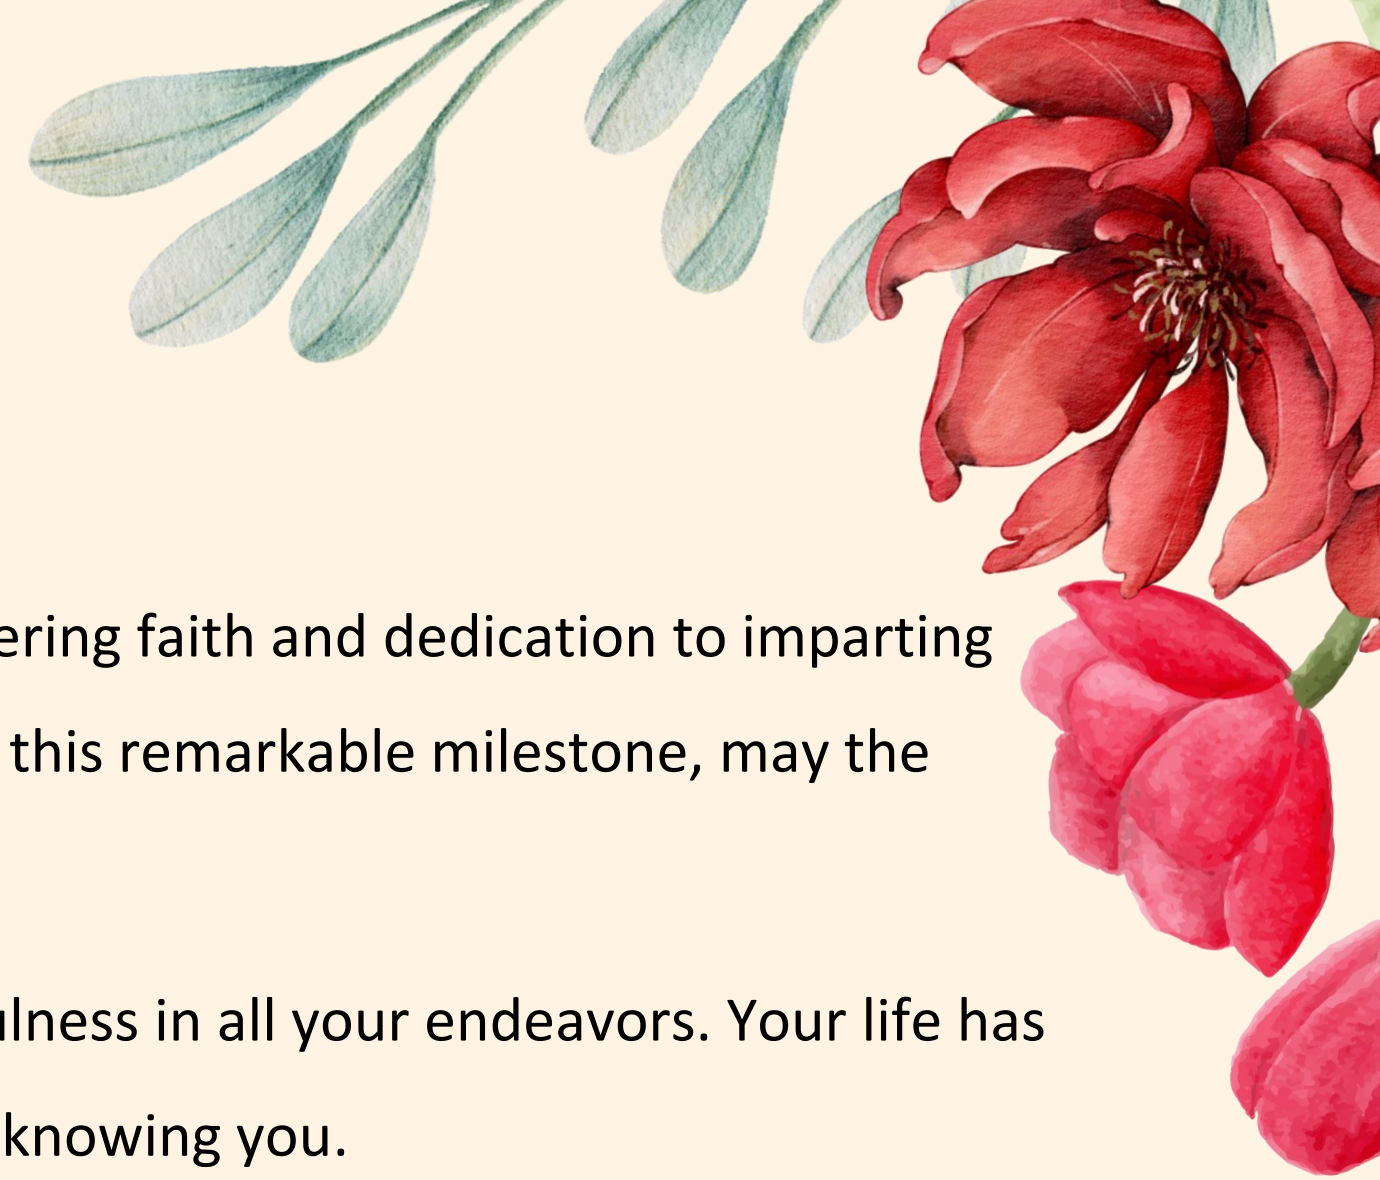 ering faith and dedication to imparting
this remarkable milestone, may the
ulness in all your endeavors. Your life has
knowing you.